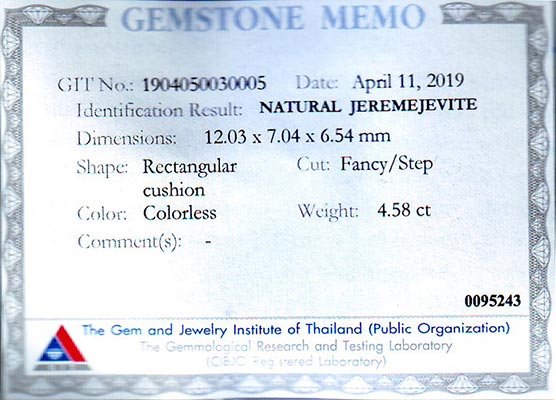 GEMSTONE MEMO
GIT No.: 1904050030005 Date: April 11, 2019
Identification Result: NATURAL JEREMEJEVITE
Dimensions: 12.03 x 7.04 x 6.54 mm
Shape: Rectangular cushion Cut: Fancy/Step
Color: Colorless Weight: 4.58 ct
Comment(s): -
0095243
The Gem and Jewelry Institute of Thailand (Public Organization)
The Gemmological Research and Testing Laboratory
(CIBJO Registered Laboratory)